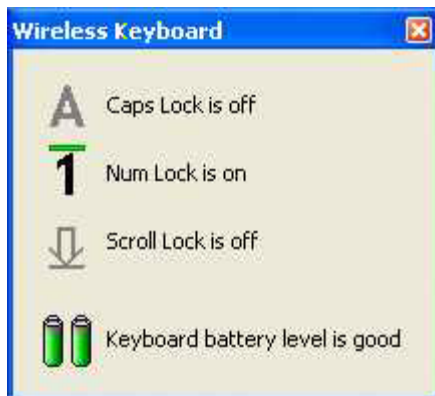 Wireless Keyboard
A Caps Lock is off
1 Num Lock is on
Scroll Lock is off
Keyboard battery level is good